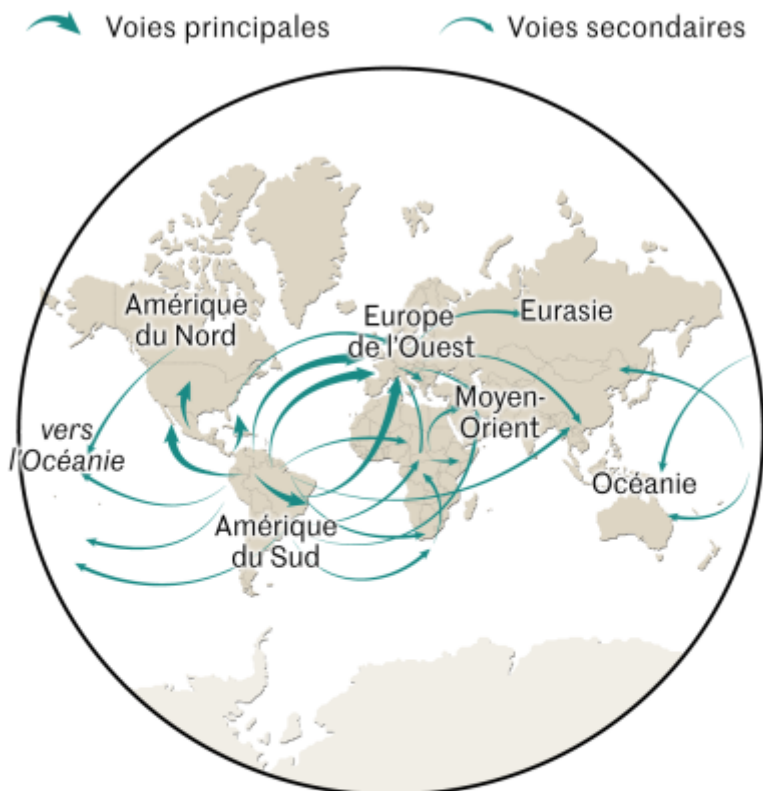 Voies principales
Voies secondaires
Amérique
du Nord
Europe
de l'Ouest
Eurasie
vers
l'Océanie
Moyen-
Orient
Océanie
Amérique
du Sud